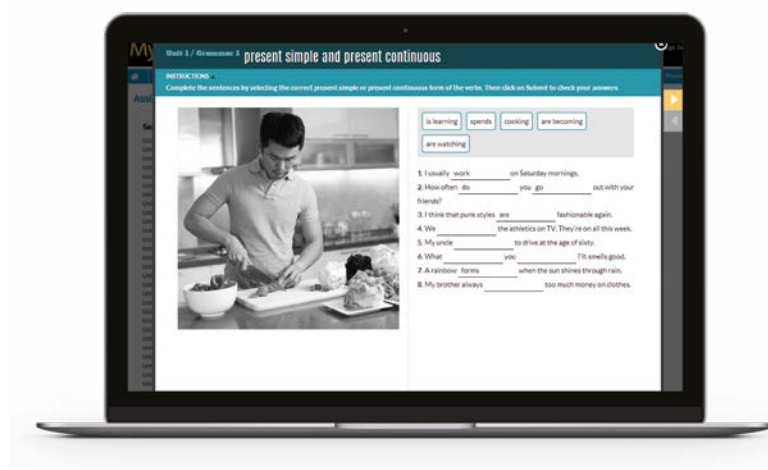 My
Unit 1 / Grammar 1 present simple and present continuous
INSTRUCTIONS
Complete the sentences by selecting the correct present simple or present continuous form of the verbs. Then click on Submit to check your answers.
Assi
is learning spends cooking are becoming
are watching
1. I usually work on Saturday mornings.
2. How often do you go out with your
friends?
3. I think that punk styles are fashionable again.
4. We the athletics on TV. They're on all this week.
5. My uncle to drive at the age of sixty.
6. What you ? It smells good.
7. A rainbow forms when the sun shines through rain.
8. My brother always too much money on clothes.